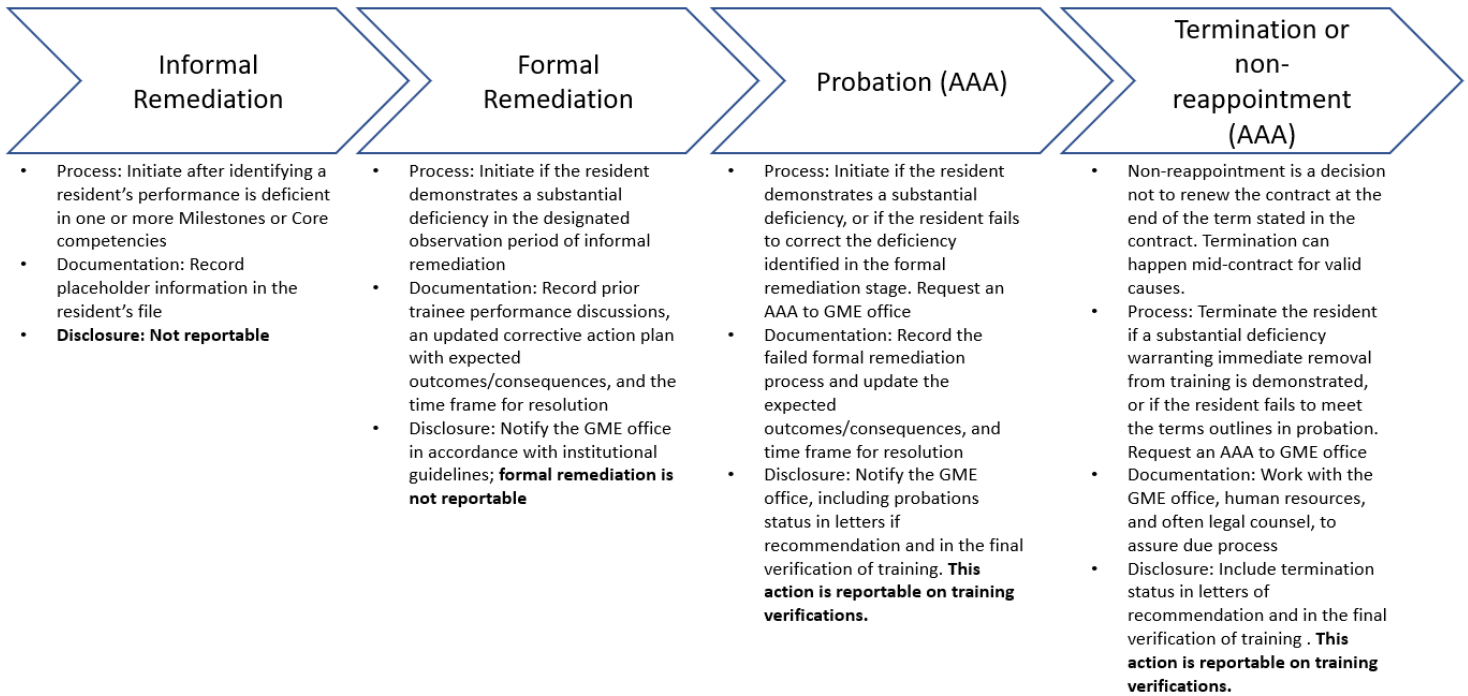 Informal
Remediation
• Process: Initiate after identifying a
resident’s performance is deficient
in one or more Milestones or Core
competencies
• Documentation: Record
placeholder information in the
resident’s file
• Disclosure: Not reportable
Formal
Remediation
• Process: Initiate if the resident
demonstrates a substantial
deficiency in the designated
observation period of informal
remediation
• Documentation: Record prior
trainee performance discussions,
an updated corrective action plan
with expected
outcomes/consequences, and the
time frame for resolution
• Disclosure: Notify the GME office
in accordance with institutional
guidelines; formal remediation is
not reportable
Probation (AAA)
• Process: Initiate if the resident
demonstrates a substantial
deficiency, or if the resident fails
to correct the deficiency
identified in the formal
remediation stage. Request an
AAA to GME office
• Documentation: Record the
failed formal remediation
process and update the
expected
outcomes/consequences, and
time frame for resolution
• Disclosure: Notify the GME
office, including probations
status in letters if
recommendation and in the final
verification of training. This
action is reportable on training
verifications.
Termination or
non-
reappointment
(AAA)
• Non-reappointment is a decision
not to renew the contract at the
end of the term stated in the
contract. Termination can
happen mid-contract for valid
causes.
• Process: Terminate the resident
if a substantial deficiency
warranting immediate removal
from training is demonstrated,
or if the resident fails to meet
the terms outlines in probation.
Request an AAA to GME office
• Documentation: Work with the
GME office, human resources,
and often legal counsel, to
assure due process
• Disclosure: Include termination
status in letters of
recommendation and in the final
verification of training . This
action is reportable on training
verifications.